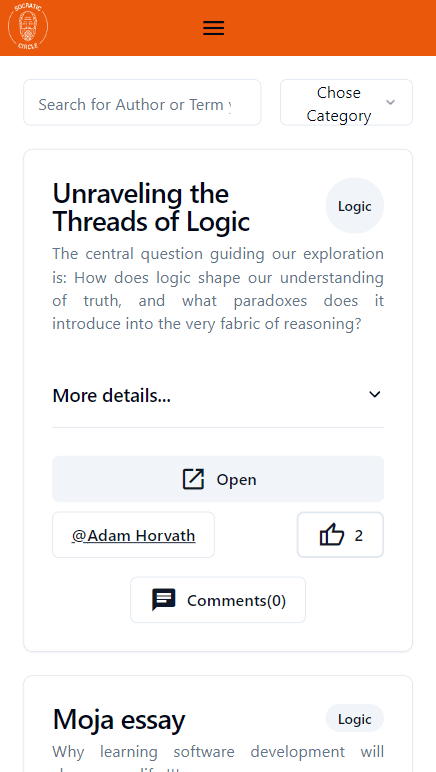 SOCRATIC
CIRCLE
Search for Author or Term y
Chose
Category
Unraveling the
Threads of Logic
Logic
The central question guiding our exploration
is: How does logic shape our understanding
of truth, and what paradoxes does it
introduce into the very fabric of reasoning?
More details...
Open
@Adam Horvath
2
Comments(0)
Moja essay
Logic
Why learning software development will